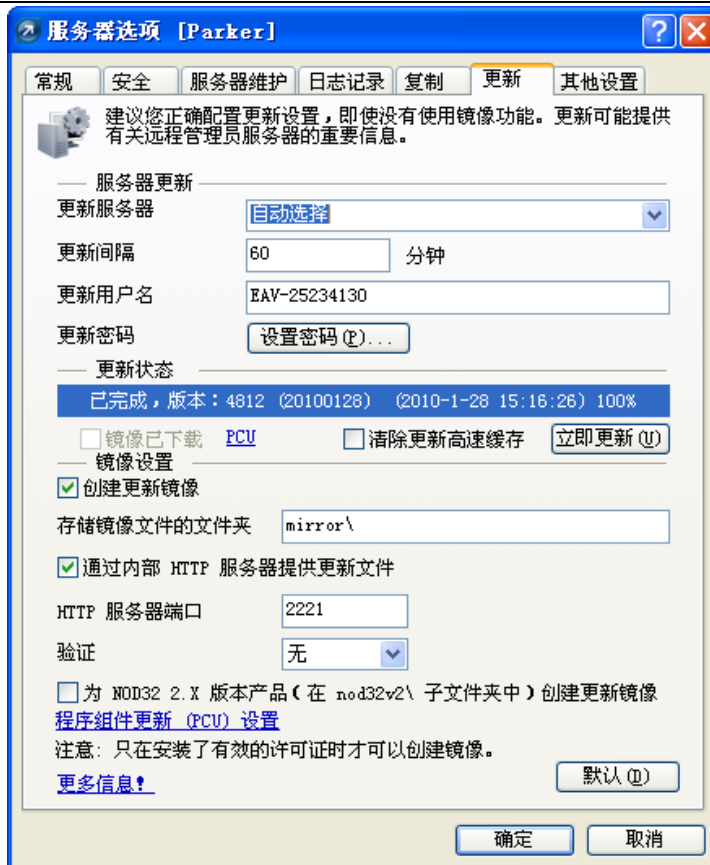 服务器选项 [Parker]
常规 安全 服务器维护 日志记录 复制 更新 其他设置
建议您正确配置更新设置，即使没有使用镜像功能。更新可能提供
有关远程管理员服务器的重要信息。
服务器更新
更新服务器 自动选择
更新间隔 60 分钟
更新用户名 EAV-25234130
更新密码 设置密码(P)...
更新状态
已完成，版本：4812 (20100128) (2010-1-28 15:16:26) 100%
镜像已下载 PCU 清除更新高速缓存 立即更新(U)
镜像设置
创建更新镜像
存储镜像文件的文件夹 mirror\
通过内部 HTTP 服务器提供更新文件
HTTP 服务器端口 2221
验证 无
为 NOD32 2.X 版本产品(在 nod32v2\ 子文件夹中)创建更新镜像
程序组件更新 (PCU) 设置
注意: 只在安装了有效的许可证时才可以创建镜像。
更多信息! 默认(D)
确定 取消